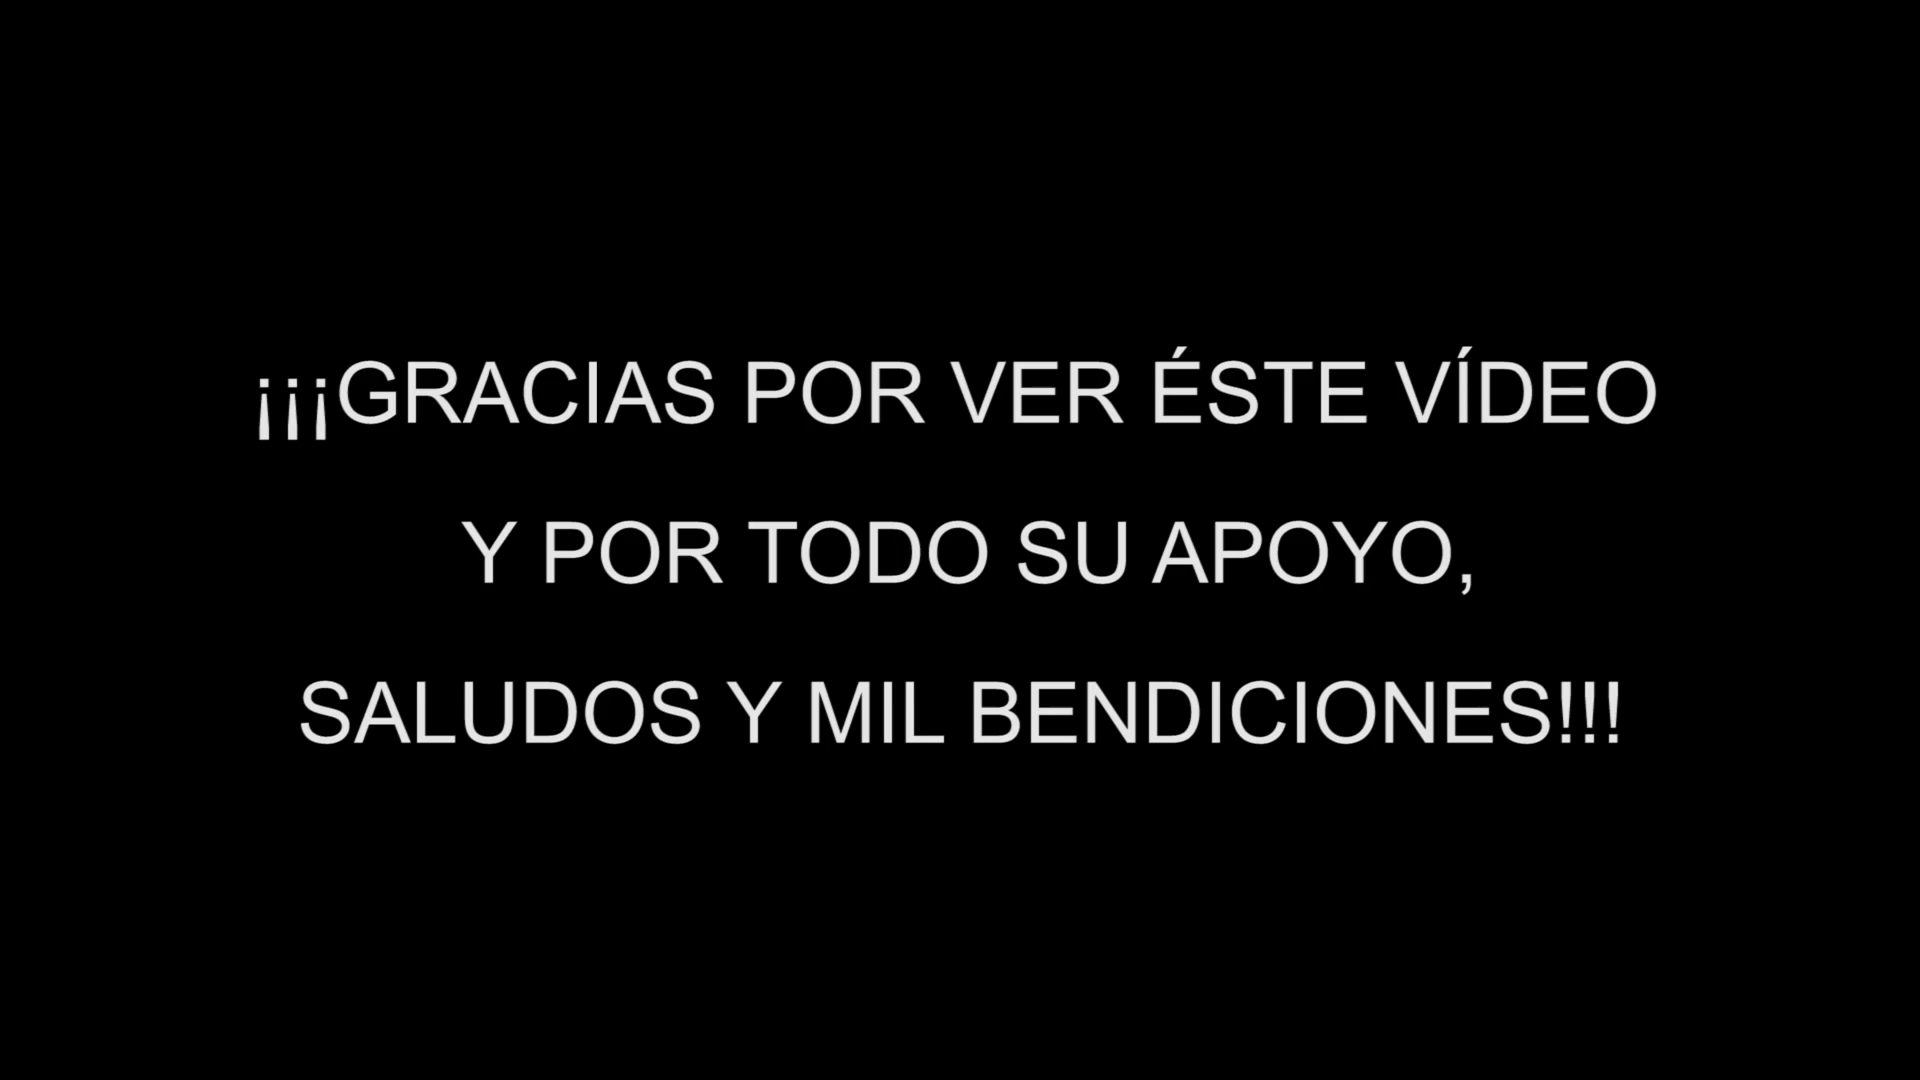 ¡¡¡GRACIAS POR VER ÉSTE VÍDEO
Y POR TODO SU APOYO,
SALUDOS Y MIL BENDICIONES!!!